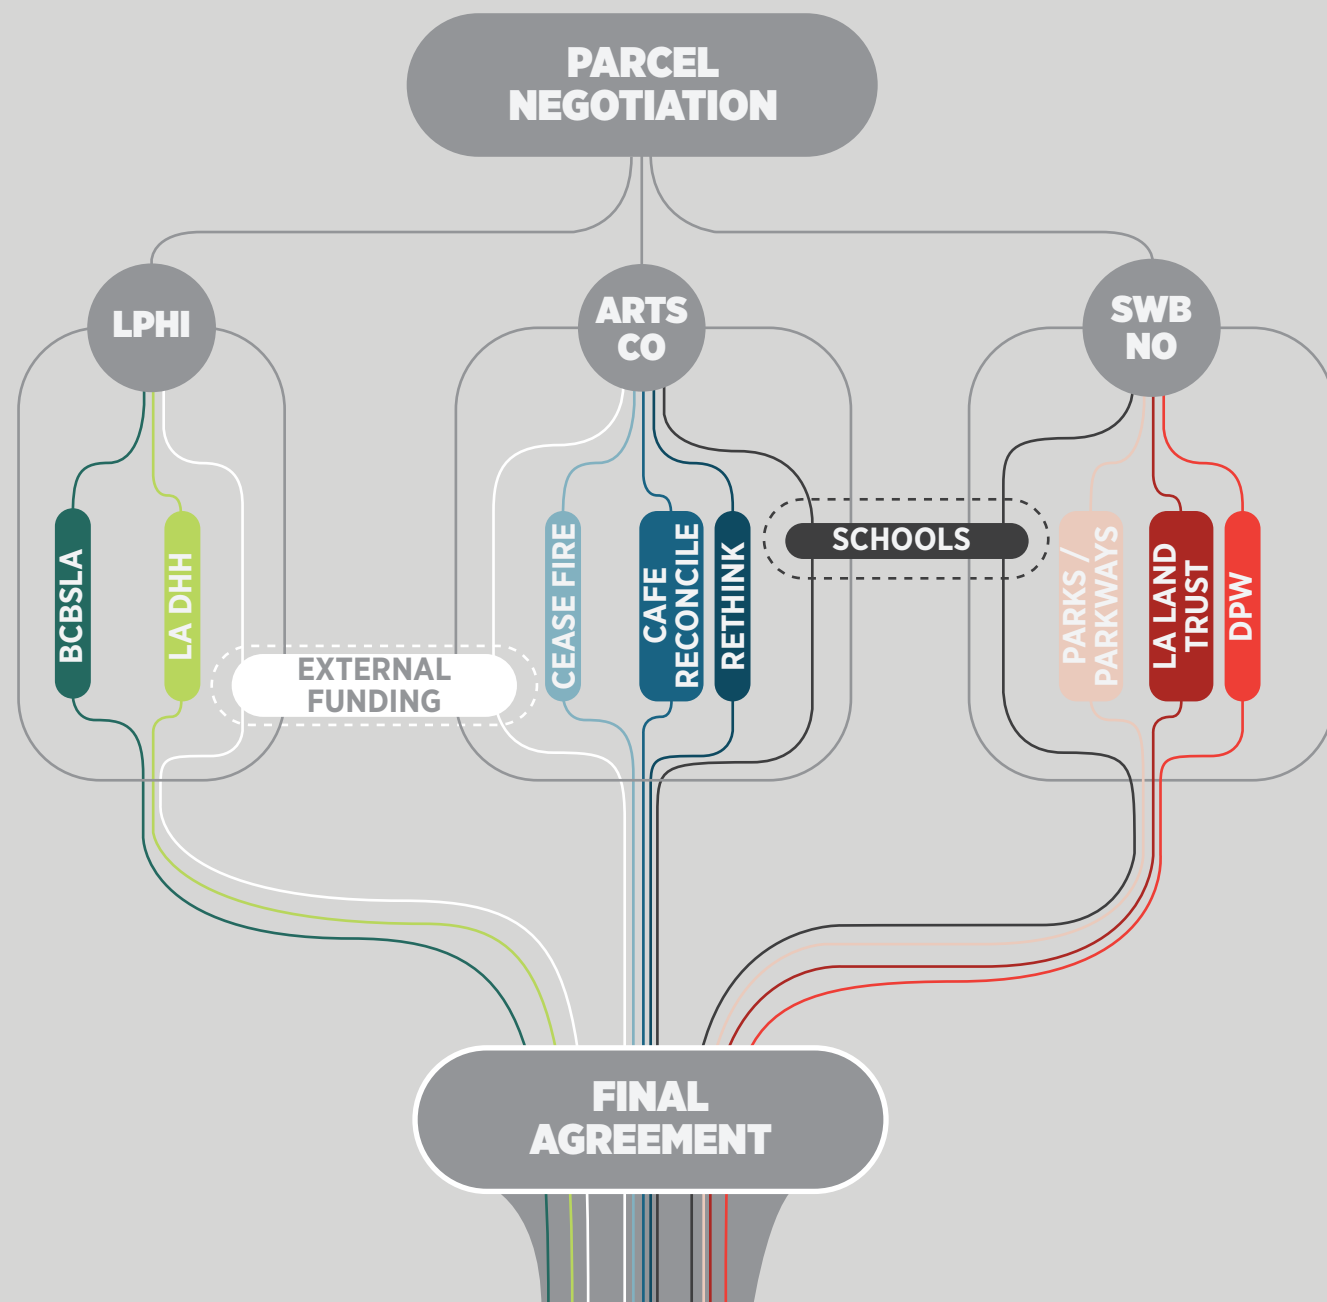 PARCEL
NEGOTIATION
LPHI
ARTS
CO
SWB
NO
BCBSLA
LA DHH
EXTERNAL
FUNDING
CEASE FIRE
CAFE
RECONCILE
RETHINK
SCHOOLS
PARKS /
PARKWAYS
LA LAND
TRUST
DPW
FINAL
AGREEMENT